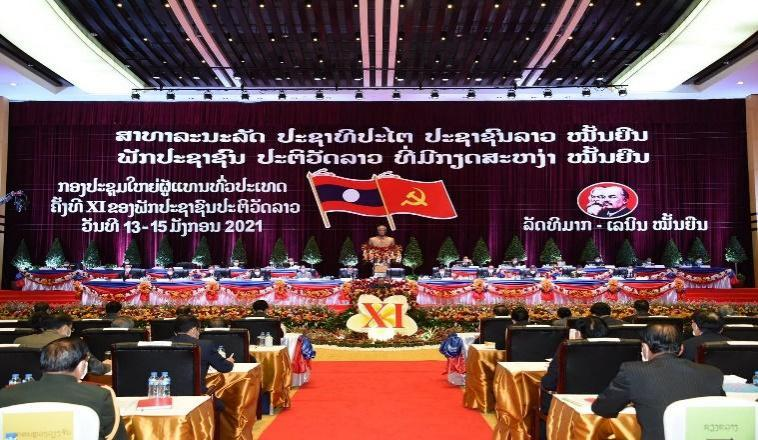 ສາທາລະນະລັດ ປະຊາທິປະໄຕ ປະຊາຊົນລາວ ໝັ້ນຍືນ
ພັກປະຊາຊົນ ປະຕິວັດລາວ ທີ່ມີກຽດສະຫງ່າ ໝັ້ນຍືນ
ກອງປະຊຸມໃຫຍ່ຜູ້ແທນທົ່ວປະເທດ
ຄັ້ງທີ XI ຂອງພັກປະຊາຊົນປະຕິວັດລາວ
ວັນທີ 13-15 ມັງກອນ 2021
ລັດທິມາກ - ເລນິນ ໝັ້ນຍືນ
XI
ຊຽງຂວາງ